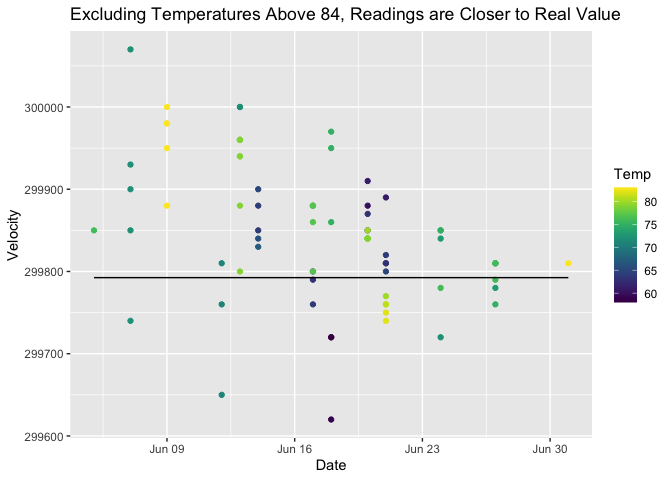 Excluding Temperatures Above 84, Readings are Closer to Real Value
Velocity
300000
299900
299800
299700
299600
Jun 09
Jun 16
Jun 23
Jun 30
Date
Temp
80
75
70
65
60